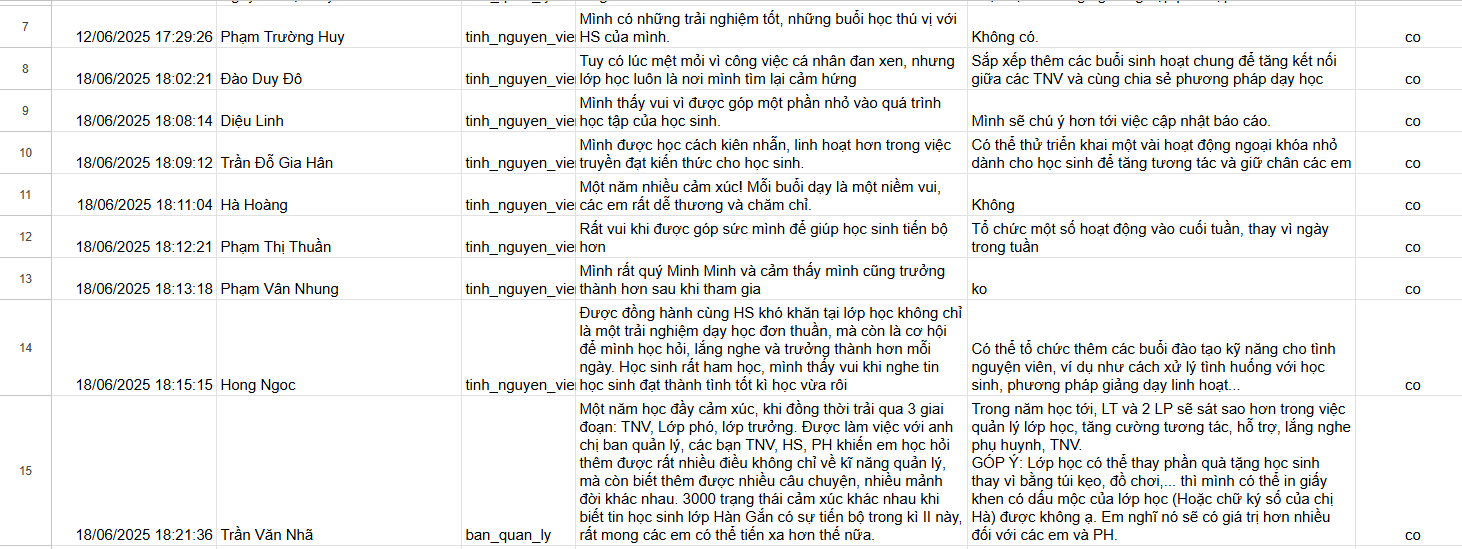 7
12/06/2025 17:29:26
Phạm Trường Huy
tinh_nguyen_vie
Mình có những trải nghiệm tốt, những buổi học thú vị với
HS của mình.
Không có.
co
8
18/06/2025 18:02:21
Đào Duy Đô
tinh_nguyen_vie
Tuy có lúc mệt mỏi vì công việc cá nhân đan xen, nhưng
lớp học luôn là nơi mình tìm lại cảm hứng
Sắp xếp thêm các buổi sinh hoạt chung để tăng kết nối
giữa các TNV và cùng chia sẻ phương pháp dạy học
co
9
18/06/2025 18:08:14
Diệu Linh
tinh_nguyen_vie
Mình thấy vui vì được góp một phần nhỏ vào quá trình
học tập của học sinh.
Mình sẽ chú ý hơn tới việc cập nhật báo cáo.
co
10
18/06/2025 18:09:12
Trần Đỗ Gia Hân
tinh_nguyen_vie
Mình được học cách kiên nhẫn, linh hoạt hơn trong việc
truyền đạt kiến thức cho học sinh.
Có thể thử triển khai một vài hoạt động ngoại khóa nhỏ
dành cho học sinh để tăng tương tác và giữ chân các em
co
11
18/06/2025 18:11:04
Hà Hoàng
tinh_nguyen_vie
Một năm nhiều cảm xúc! Mỗi buổi dạy là một niềm vui,
các em rất dễ thương và chăm chỉ.
Không
co
12
18/06/2025 18:12:21
Phạm Thị Thuần
tinh_nguyen_vie
Rất vui khi được góp sức mình để giúp học sinh tiến bộ
hơn
Tổ chức một số hoạt động vào cuối tuần, thay vì ngày
trong tuần
co
13
18/06/2025 18:13:18
Phạm Vân Nhung
tinh_nguyen_vie
Mình rất quý Minh Minh và cảm thấy mình cũng trưởng
thành hơn sau khi tham gia
ko
co
14
18/06/2025 18:15:15
Hong Ngoc
tinh_nguyen_vie
Được đồng hành cùng HS khó khăn tại lớp học không chỉ
là một trải nghiệm dạy học đơn thuần, mà còn là cơ hội
để mình học hỏi, lắng nghe và trưởng thành hơn mỗi
ngày. Học sinh rất ham học, mình thấy vui khi nghe tin
học sinh đạt thành tình tốt kì học vừa rồi
Có thể tổ chức thêm các buổi đào tạo kỹ năng cho tình
nguyện viên, ví dụ như cách xử lý tình huống với học
sinh, phương pháp giảng dạy linh hoạt...
co
15
18/06/2025 18:21:36
Trần Văn Nhã
ban_quan_ly
Một năm học đầy cảm xúc, khi đồng thời trải qua 3 giai
đoạn: TNV, Lớp phó, lớp trưởng. Được làm việc với anh
chị ban quản lý, các bạn TNV, HS, PH khiến em học hỏi
thêm được rất nhiều điều không chỉ về kĩ năng quản lý,
mà còn biết thêm được nhiều câu chuyện, nhiều mảnh
đời khác nhau. 3000 trạng thái cảm xúc khác nhau khi
biết tin học sinh lớp Hàn Gắn có sự tiến bộ trong kì II này,
rất mong các em có thể tiến xa hơn thế nữa.
Trong năm học tới, LT và 2 LP sẽ sát sao hơn trong việc
quản lý lớp học, tăng cường tương tác, hỗ trợ, lắng nghe
phụ huynh, TNV.
GÓP Ý: Lớp học có thể thay phần quà tặng học sinh
thay vì bằng túi kẹo, đồ chơi,... thì mình có thể in giấy
khen có dấu mộc của lớp học (Hoặc chữ ký số của chị
Hà) được không ạ. Em nghĩ nó sẽ có giá trị hơn nhiều
đối với các em và PH.
co